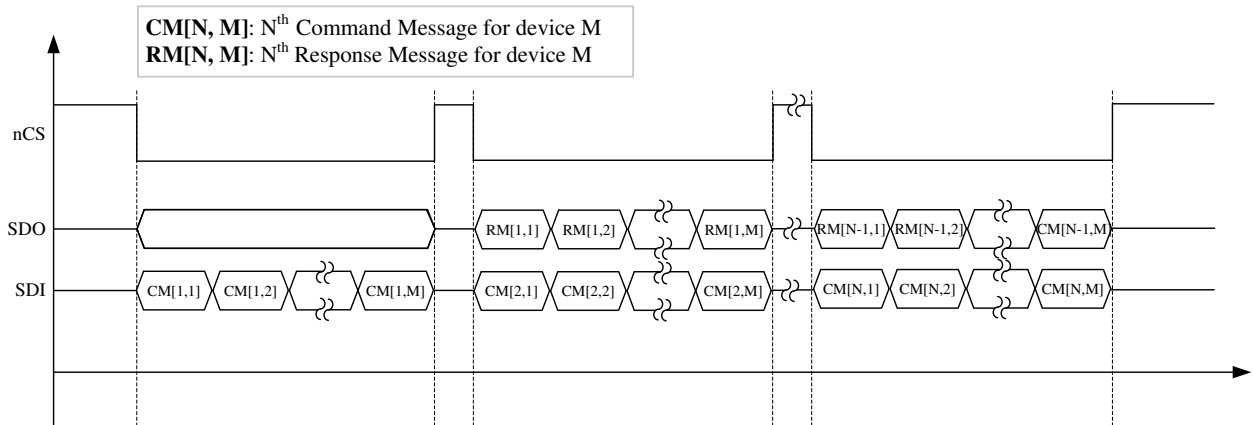 CM[N, M]: Nth Command Message for device M
RM[N, M]: Nth Response Message for device M
nCS
SDO
RM[1,1] RM[1,2] RM[1,M] RM[N-1,1] RM[N-1,2] CM[N-1,M]
SDI
CM[1,1] CM[1,2] CM[1,M] CM[2,1] CM[2,2] CM[2,M] CM[N,1] CM[N,2] CM[N,M]